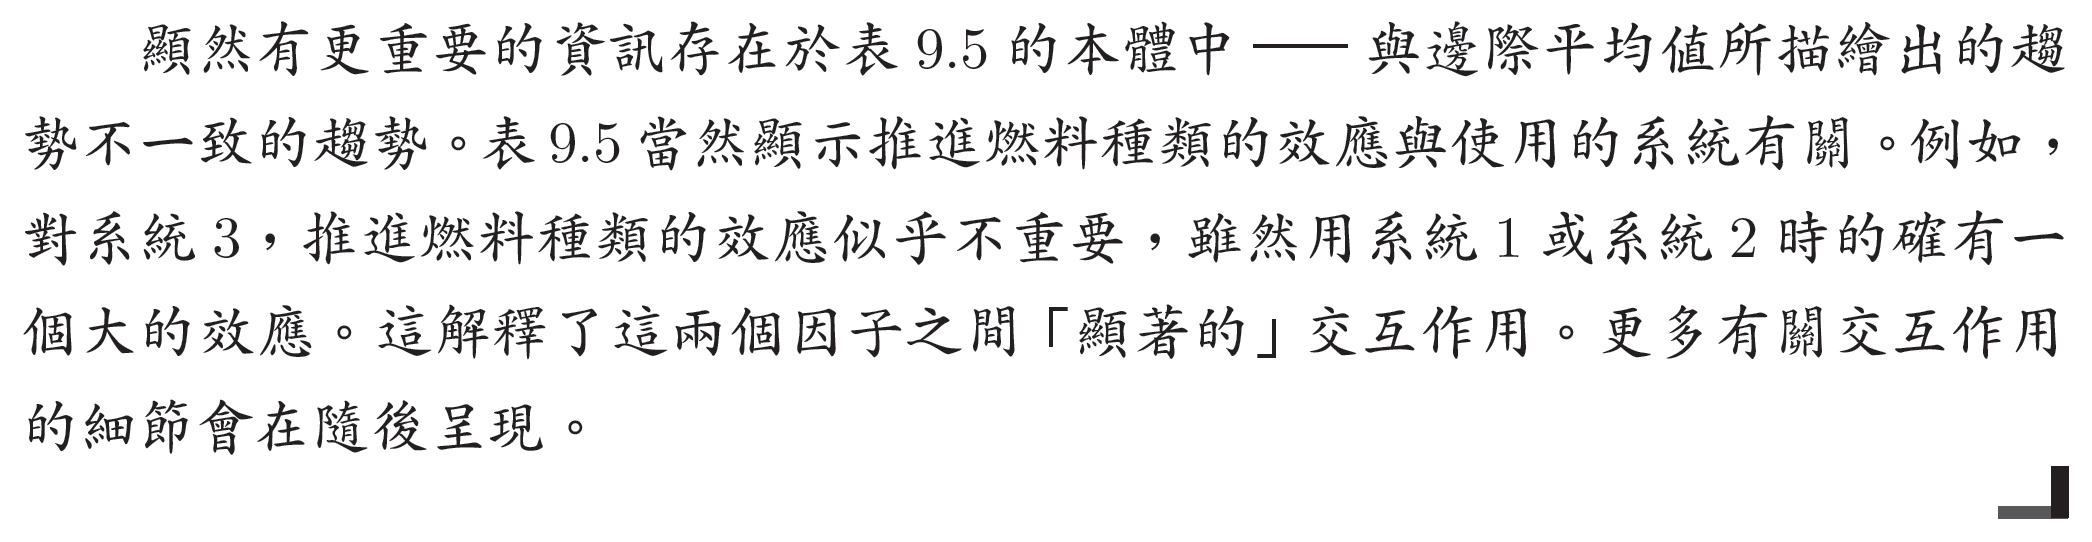 顯然有更重要的資訊存在於表 9.5 的本體中 —— 與邊際平均值所描繪出的趨
勢不一致的趨勢。表 9.5 當然顯示推進燃料種類的效應與使用的系統有關。例如，
對系統 3，推進燃料種類的效應似乎不重要，雖然用系統 1 或系統 2 時的確有一
個大的效應。這解釋了這兩個因子之間「顯著的」交互作用。更多有關交互作用
的細節會在隨後呈現。